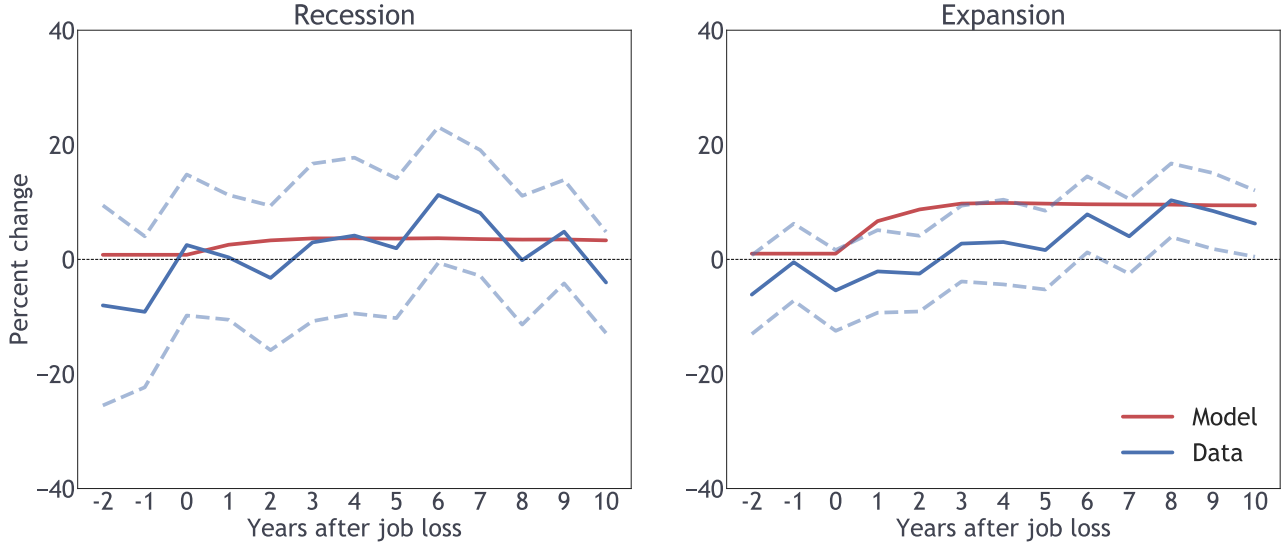 Recession
Percent change
40
20
0
−20
−40
-2 -1 0 1 2 3 4 5 6 7 8 9 10
Years after job loss
Expansion
40
20
0
−20
−40
Model
Data
-2 -1 0 1 2 3 4 5 6 7 8 9 10
Years after job loss